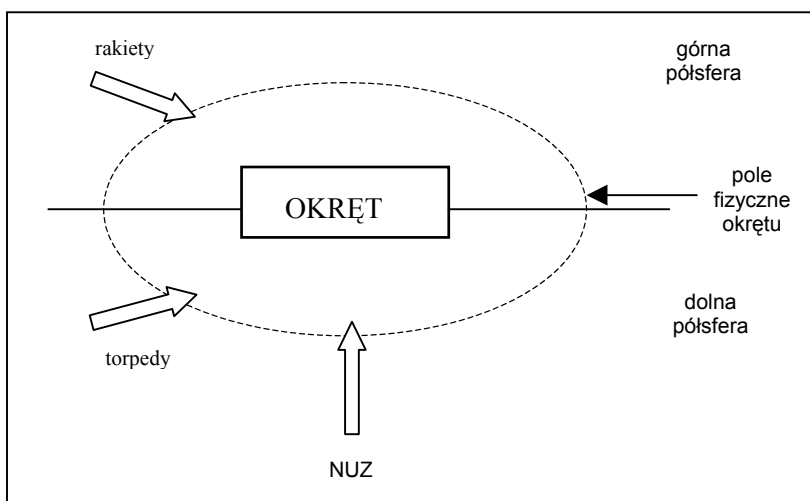 rakiety
górna
półsfera
OKRĘT
pole
fizyczne
okrętu
torpedy
dolna
półsfera
NUZ